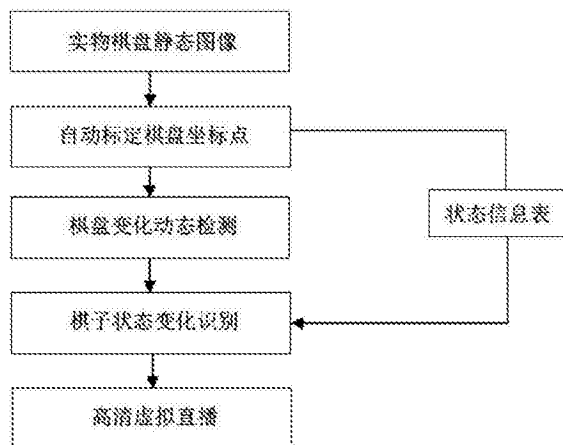 实物棋盘静态图像
自动标定棋盘坐标点
棋盘变化动态检测
状态信息表
棋子状态变化识别
高清虚拟直播